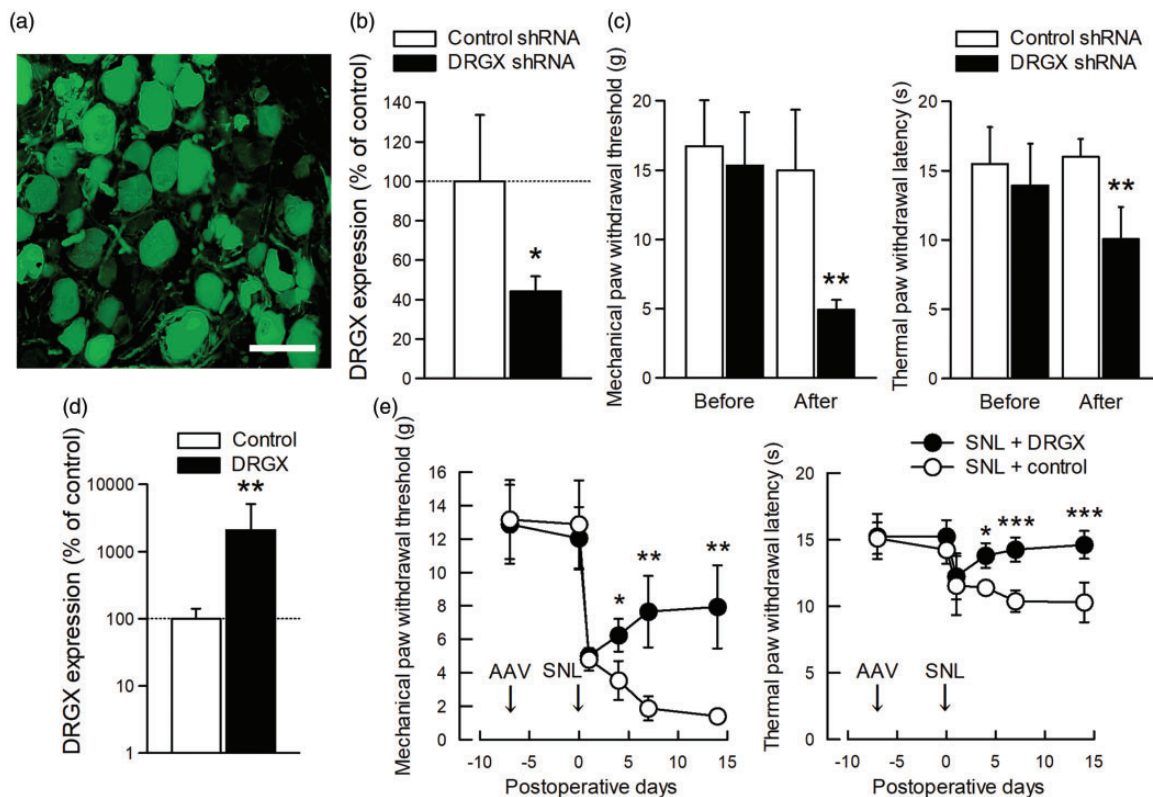 (a)
(b)
Control shRNA
DRGX shRNA
DRGX expression (% of control)
140
120
100
80
60
40
20
0
*
(c)
Mechanical paw withdrawal threshold (g)
20
15
10
5
0
**
Before After
Control shRNA
DRGX shRNA
Thermal paw withdrawal latency (s)
20
15
10
5
0
**
Before After
(d)
Control
DRGX
DRGX expression (% of control)
10000
1000
100
10
1
**
(e)
Mechanical paw withdrawal threshold (g)
16
14
12
10
8
6
4
2
0
* ** **
AAV SNL
-10 -5 0 5 10 15
Postoperative days
SNL + DRGX
SNL + control
Thermal paw withdrawal latency (s)
20
15
10
15
0
* *** ***
AAV SNL
-10 -5 0 5 10 15
Postoperative days